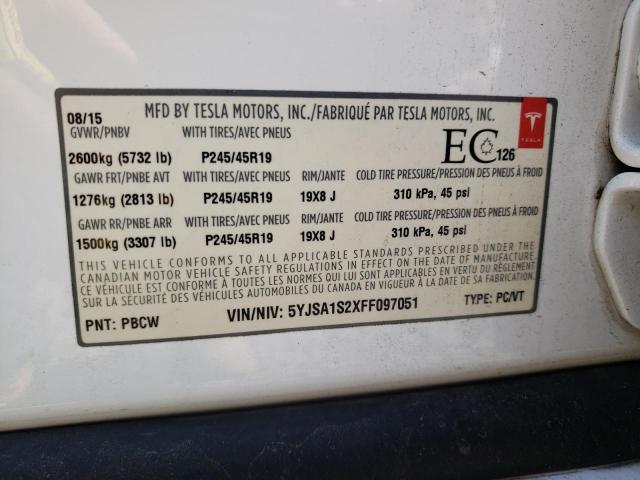 08/15 MFD BY TESLA MOTORS, INC./FABRIQUÉ PAR TESLA MOTORS, INC.
GVWR/PNBV WITH TIRES/AVEC PNEUS
2600kg (5732 lb) P245/45R19 EC 126
TESLA
GAWR FRT/PNBE AVT WITH TIRES/AVEC PNEUS RIM/JANTE COLD TIRE PRESSURE/PRESSION DES PNEUS À FROID
1276kg (2813 lb) P245/45R19 19X8 J 310 kPa, 45 psi
GAWR RR/PNBE ARR WITH TIRES/AVEC PNEUS RIM/JANTE COLD TIRE PRESSURE/PRESSION DES PNEUS À FROID
1500kg (3307 lb) P245/45R19 19X8 J 310 kPa, 45 psi
THIS VEHICLE CONFORMS TO ALL APPLICABLE STANDARDS PRESCRIBED UNDER THE
CANADIAN MOTOR VEHICLE SAFETY REGULATIONS IN EFFECT ON THE DATE OF MANUFACTURE
CE VÉHICULE EST CONFORME À TOUTES LES NORMES QUI LUI SONT APPLICABLES EN VERTU DU RÈGLEMENT
SUR LA SÉCURITÉ DES VÉHICULES AUTOMOBILES DU CANADA EN VIGUEUR À LA DATE DE SA FABRICATION.
PNT: PBCW VIN/NIV: 5YJSA1S2XFF097051 TYPE: PC/VT